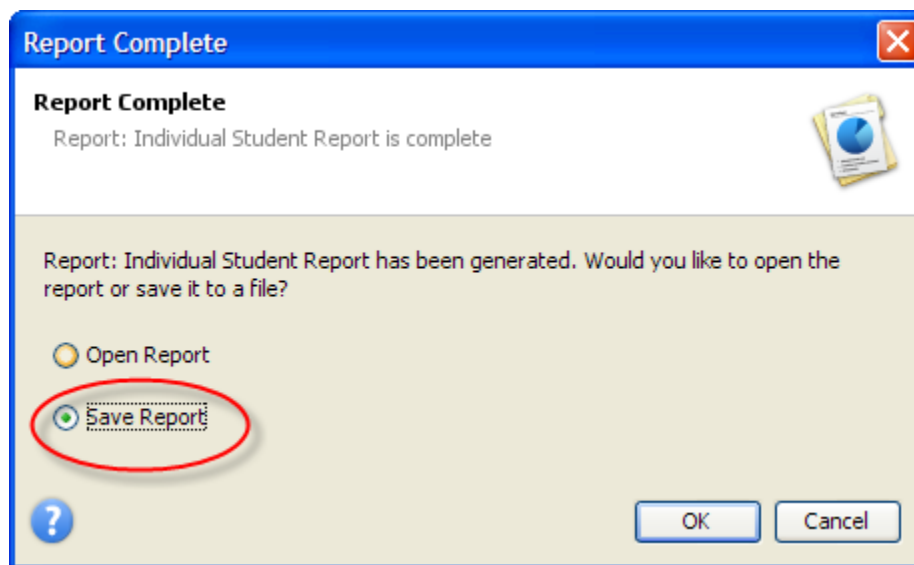 Report Complete
Report Complete
Report: Individual Student Report is complete
Report: Individual Student Report has been generated. Would you like to open the
report or save it to a file?
Open Report
Save Report
?
OK Cancel